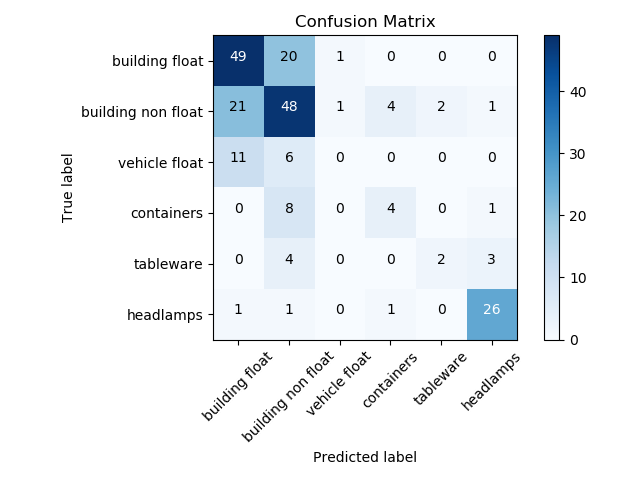 Confusion Matrix
True label
building float 49 20 1 0 0 0
building non float 21 48 1 4 2 1
vehicle float 11 6 0 0 0 0
containers 0 8 0 4 0 1
tableware 0 4 0 0 2 3
headlamps 1 1 0 1 0 26
building float building non float vehicle float containers tableware headlamps
Predicted label
40
30
20
10
0